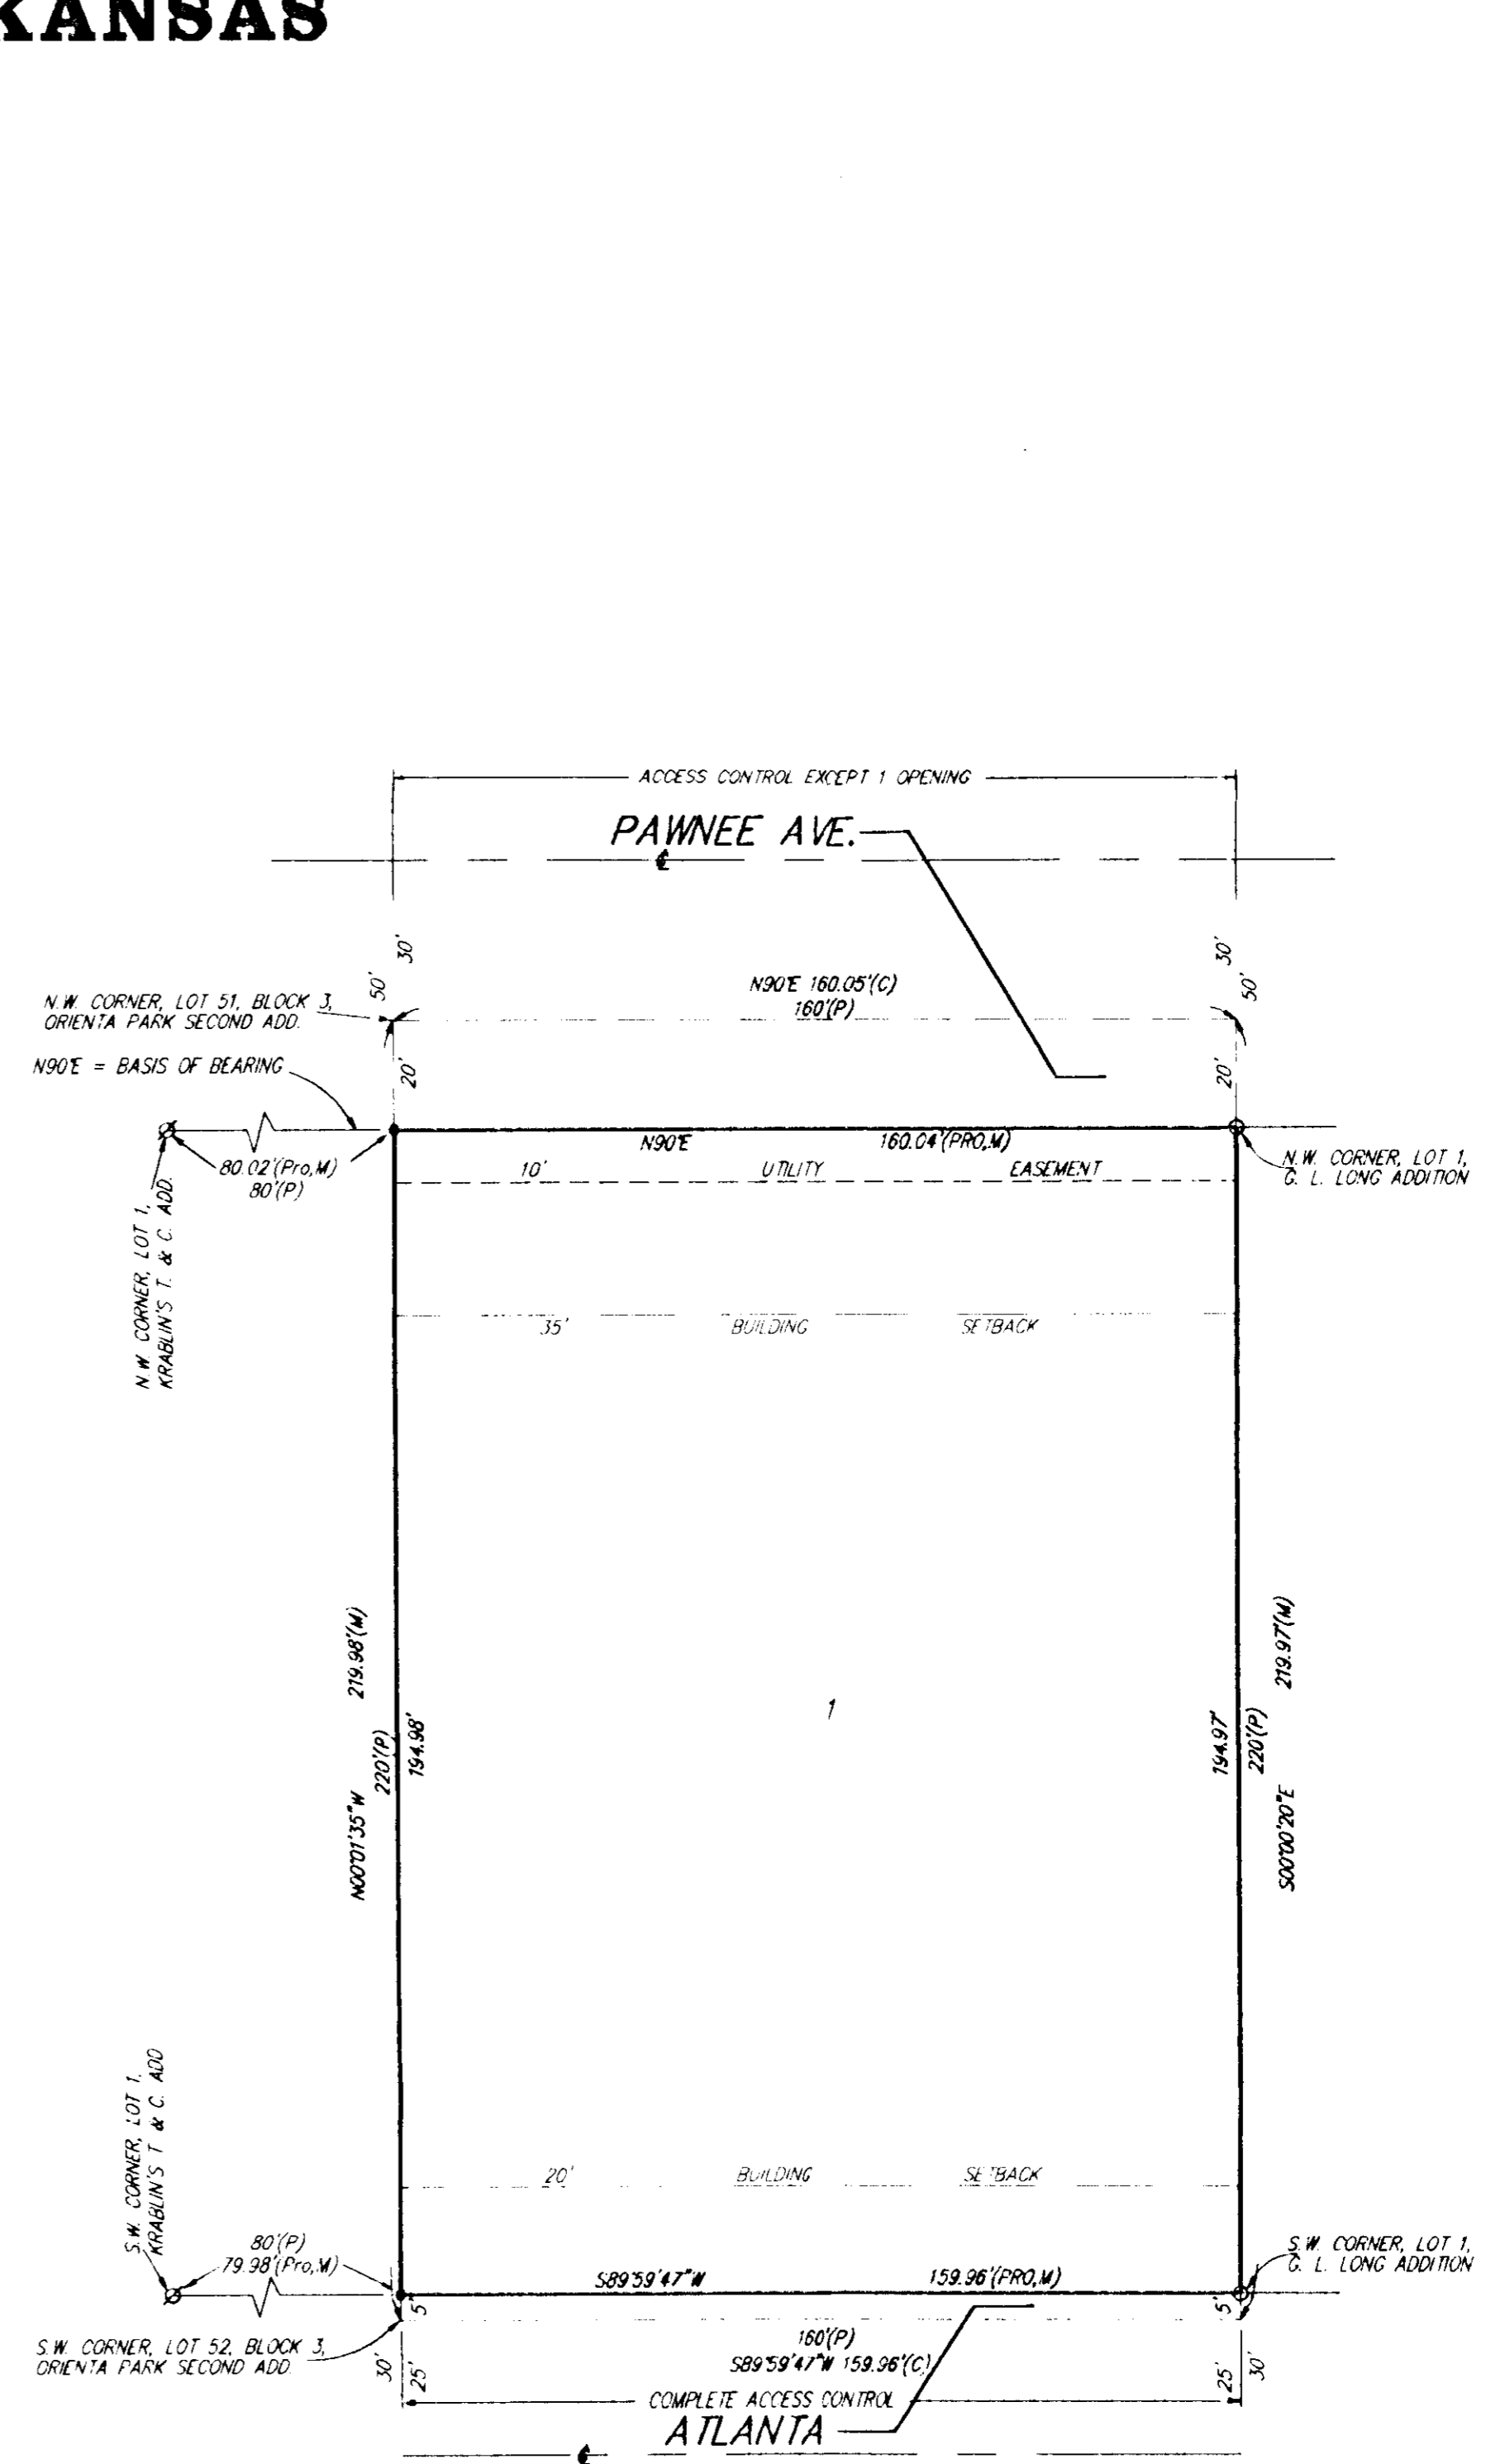 KANSAS
ACCESS CONTROL EXCEPT 1 OPENING
PAWNEE AVE.
℄
30'
50'
30'
50'
N90°E 160.05'(C)
160'(P)
N.W. CORNER, LOT 51, BLOCK 3,
ORIENTA PARK SECOND ADD.
N90°E = BASIS OF BEARING
20'
20'
N90°E 160.04'(PRO,M)
10' UTILITY EASEMENT
80.02'(Pro,M)
80'(P)
N.W. CORNER, LOT 1,
G. L. LONG ADDITION
N.W. CORNER, LOT 1,
KRABLIN'S T. & C. ADD.
35' BUILDING SETBACK
219.98'(M)
220'(P)
194.98'
N00°01'35"W
1
194.97'
220'(P)
219.97'(M)
S00°00'20"E
S.W. CORNER, LOT 1,
KRABLIN'S T & C. ADD
20' BUILDING SETBACK
80'(P)
79.98'(Pro,M)
S.W. CORNER, LOT 1,
G. L. LONG ADDITION
S89°59'47"W 159.96'(PRO,M)
5'
5'
S.W. CORNER, LOT 52, BLOCK 3,
ORIENTA PARK SECOND ADD.
160'(P)
S89°59'47"W 159.96'(C)
30'
25'
25'
30'
COMPLETE ACCESS CONTROL
ATLANTA
℄